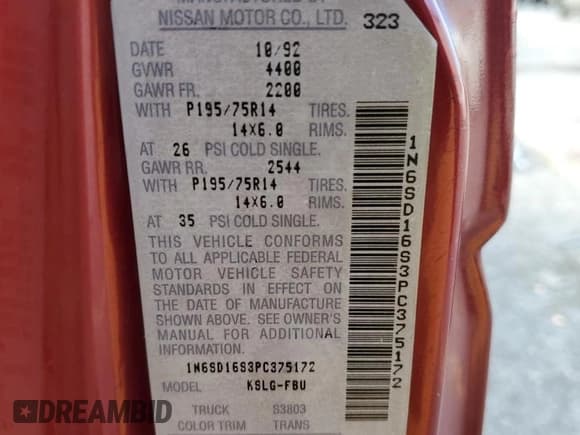 MANUFACTURED BY
NISSAN MOTOR CO., LTD. 323
DATE 10/92
GVWR 4400
GAWR FR. 2200
WITH P195/75R14 TIRES.
14X6.0 RIMS.
AT 26 PSI COLD SINGLE.
GAWR RR. 2544
WITH P195/75R14 TIRES.
14X6.0 RIMS.
AT 35 PSI COLD SINGLE.
THIS VEHICLE CONFORMS
TO ALL APPLICABLE FEDERAL
MOTOR VEHICLE SAFETY
STANDARDS IN EFFECT ON
THE DATE OF MANUFACTURE
SHOWN ABOVE. SEE OWNER'S
MANUAL FOR ADDITIONAL
INFORMATION.
1N6SD16S3PC375172
MODEL KSLG-FBU
TRUCK S3803
COLOR TRIM TRANS
1N6SD16S3PC375172
DREAMBID